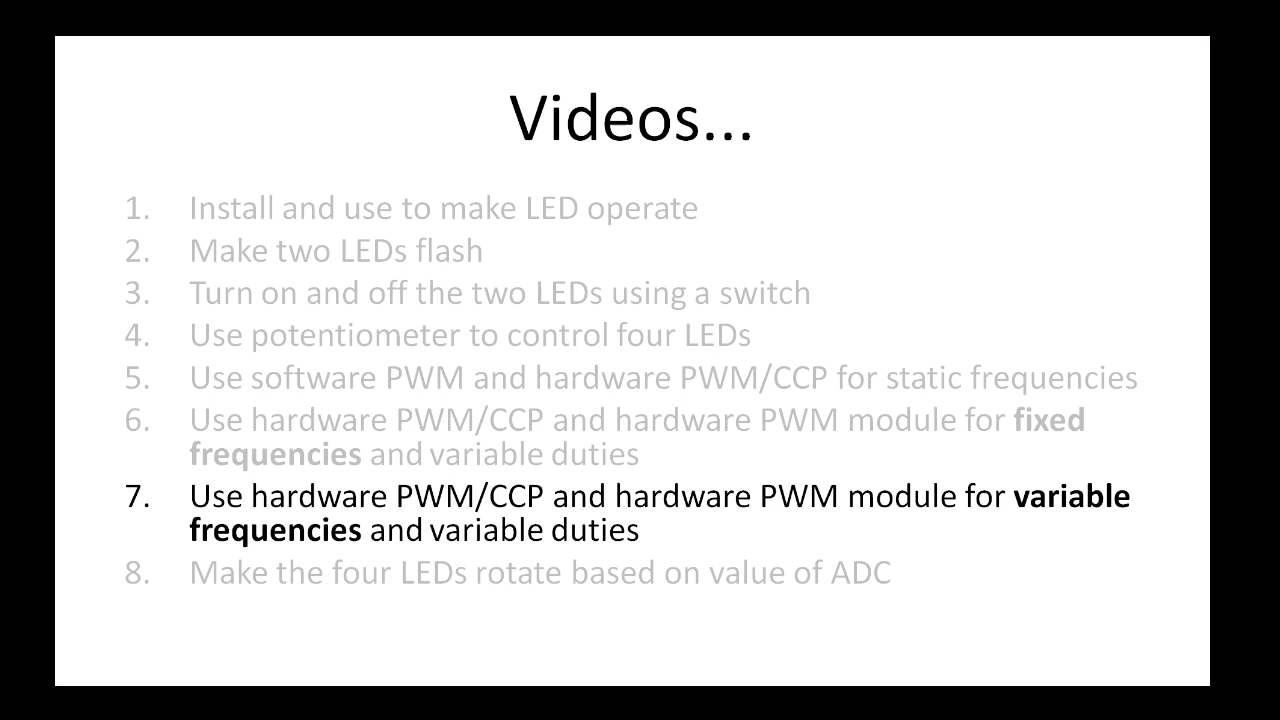 Videos...
1. Install and use to make LED operate
2. Make two LEDs flash
3. Turn on and off the two LEDs using a switch
4. Use potentiometer to control four LEDs
5. Use software PWM and hardware PWM/CCP for static frequencies
6. Use hardware PWM/CCP and hardware PWM module for fixed
frequencies and variable duties
7. Use hardware PWM/CCP and hardware PWM module for variable
frequencies and variable duties
8. Make the four LEDs rotate based on value of ADC